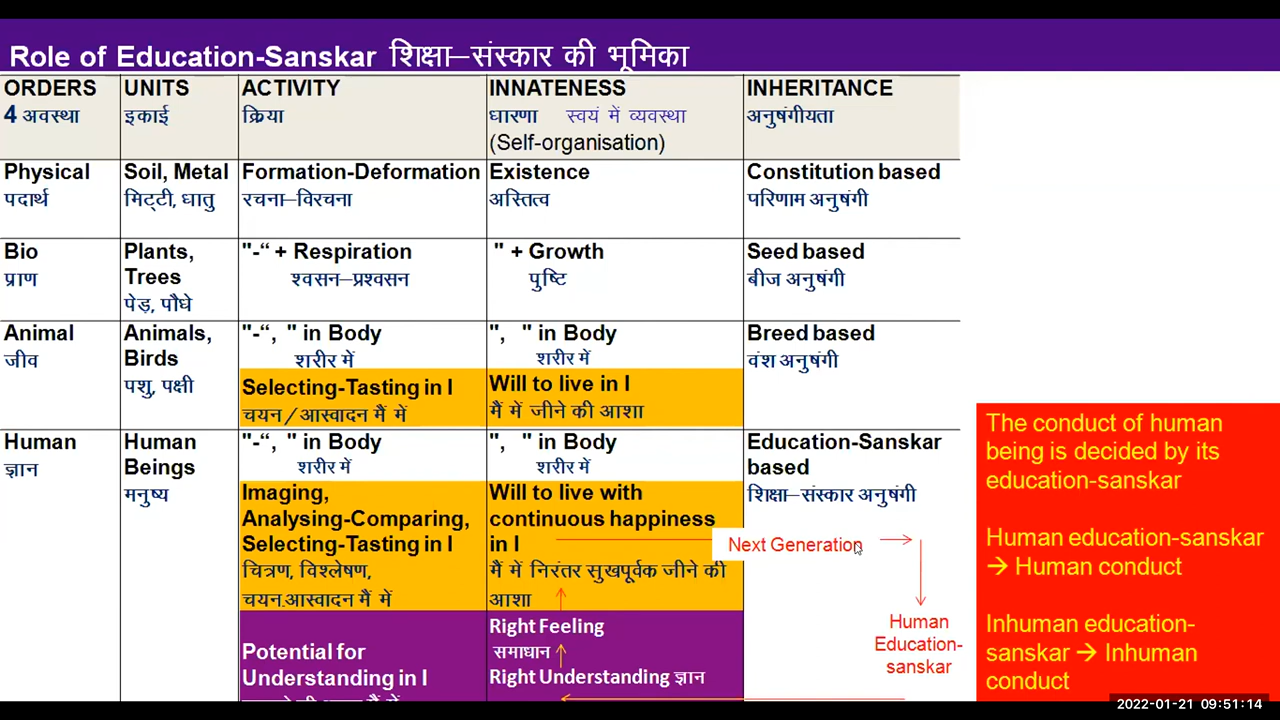 Role of Education-Sanskar शिक्षा–संस्कार की भूमिका
ORDERS
4 अवस्था
UNITS
इकाई
ACTIVITY
क्रिया
INNATENESS
धारणा स्वयं में व्यवस्था
(Self-organisation)
INHERITANCE
अनुषंगीयता
Physical
पदार्थ
Soil, Metal
मिट्टी, धातु
Formation-Deformation
रचना–विरचना
Existence
अस्तित्व
Constitution based
परिणाम अनुषंगी
Bio
प्राण
Plants,
Trees
पेड़, पौधे
"-“ + Respiration
श्वसन–प्रश्वसन
" + Growth
पुष्टि
Seed based
बीज अनुषंगी
Animal
जीव
Animals,
Birds
पशु, पक्षी
"-“, " in Body
शरीर में
Selecting-Tasting in I
चयन/आस्वादन मैं में
", " in Body
शरीर में
Will to live in I
मैं में जीने की आशा
Breed based
वंश अनुषंगी
Human
ज्ञान
Human
Beings
मनुष्य
"-“, " in Body
शरीर में
Imaging,
Analysing-Comparing,
Selecting-Tasting in I
चित्रण, विश्लेषण,
चयन.आस्वादन मैं में
Potential for
Understanding in I
", " in Body
शरीर में
Will to live with
continuous happiness
in I
मैं में निरंतर सुखपूर्वक जीने की
आशा
Right Feeling
समाधान
Right Understanding ज्ञान
Education-Sanskar
based
शिक्षा–संस्कार अनुषंगी
Next Generation
Human
Education-
sanskar
The conduct of human
being is decided by its
education-sanskar
Human education-sanskar
→ Human conduct
Inhuman education-
sanskar → Inhuman
conduct
2022-01-21 09:51:14